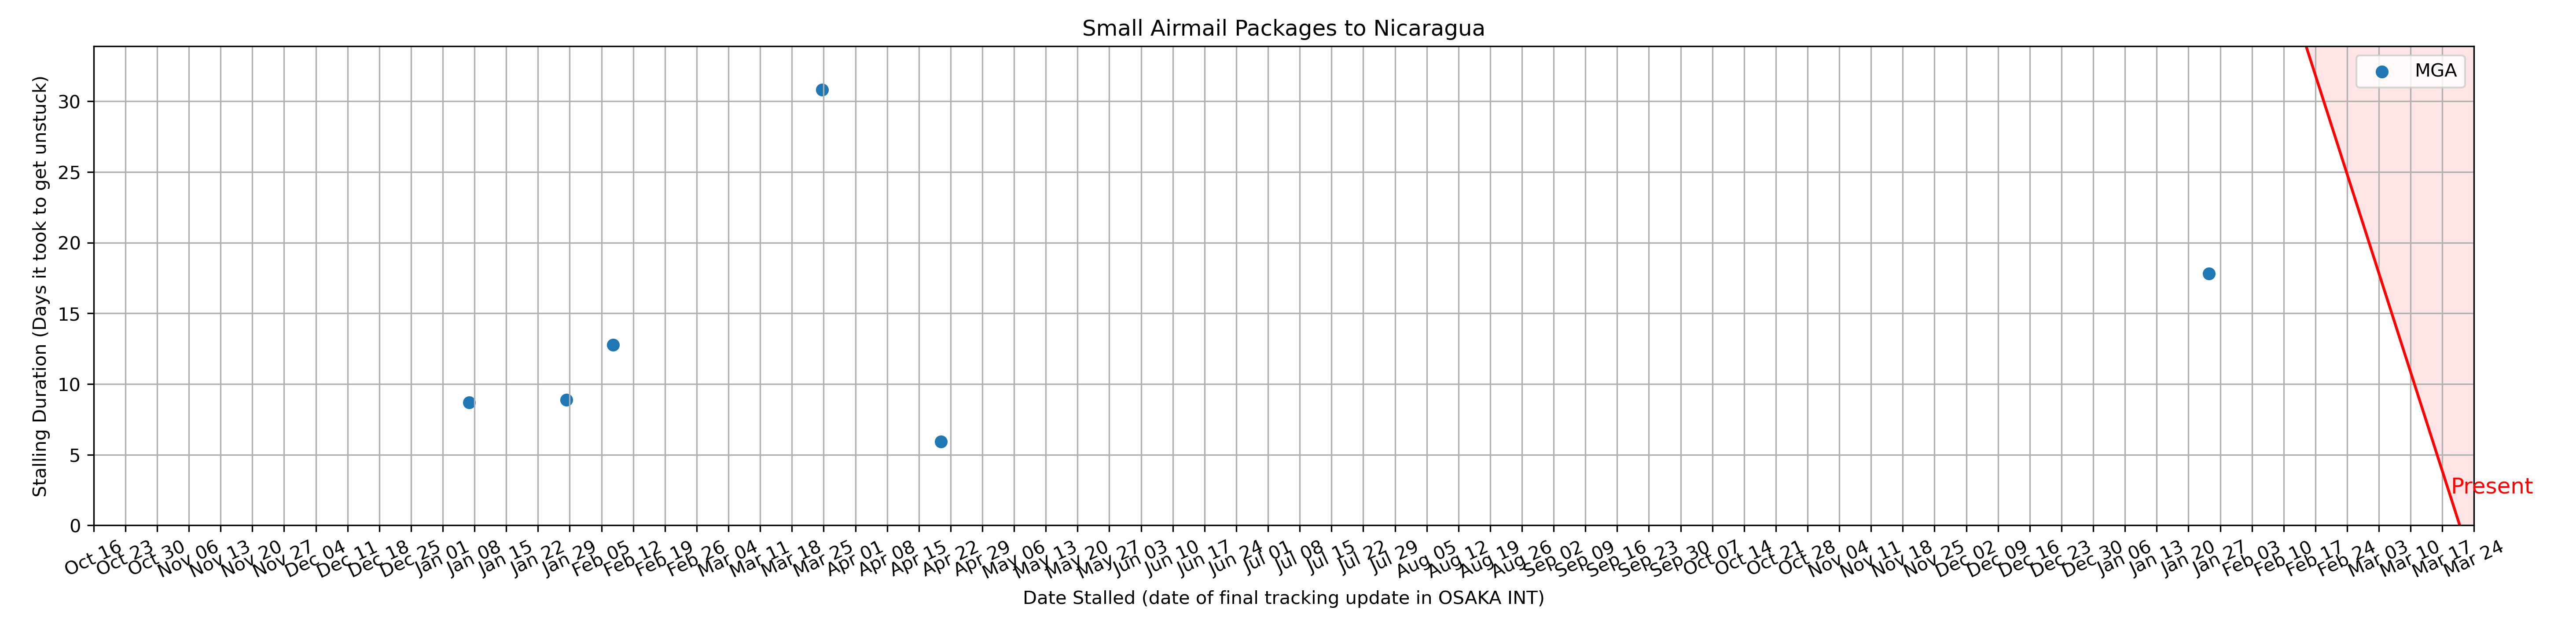 Small Airmail Packages to Nicaragua
MGA
Stalling Duration (Days it took to get unstuck)
30
25
20
15
10
5
0
Present
Oct 16
Oct 23
Oct 30
Nov 06
Nov 13
Nov 20
Nov 27
Dec 04
Dec 11
Dec 18
Dec 25
Jan 01
Jan 08
Jan 15
Jan 22
Jan 29
Feb 05
Feb 12
Feb 19
Feb 26
Mar 04
Mar 11
Mar 18
Mar 25
Apr 01
Apr 08
Apr 15
Apr 22
Apr 29
May 06
May 13
May 20
May 27
Jun 03
Jun 10
Jun 17
Jun 24
Jul 01
Jul 08
Jul 15
Jul 22
Jul 29
Aug 05
Aug 12
Aug 19
Aug 26
Sep 02
Sep 09
Sep 16
Sep 23
Sep 30
Oct 07
Oct 14
Oct 21
Oct 28
Nov 04
Nov 11
Nov 18
Nov 25
Dec 02
Dec 09
Dec 16
Dec 23
Dec 30
Jan 06
Jan 13
Jan 20
Jan 27
Feb 03
Feb 10
Feb 17
Feb 24
Mar 03
Mar 10
Mar 17
Mar 24
Date Stalled (date of final tracking update in OSAKA INT)